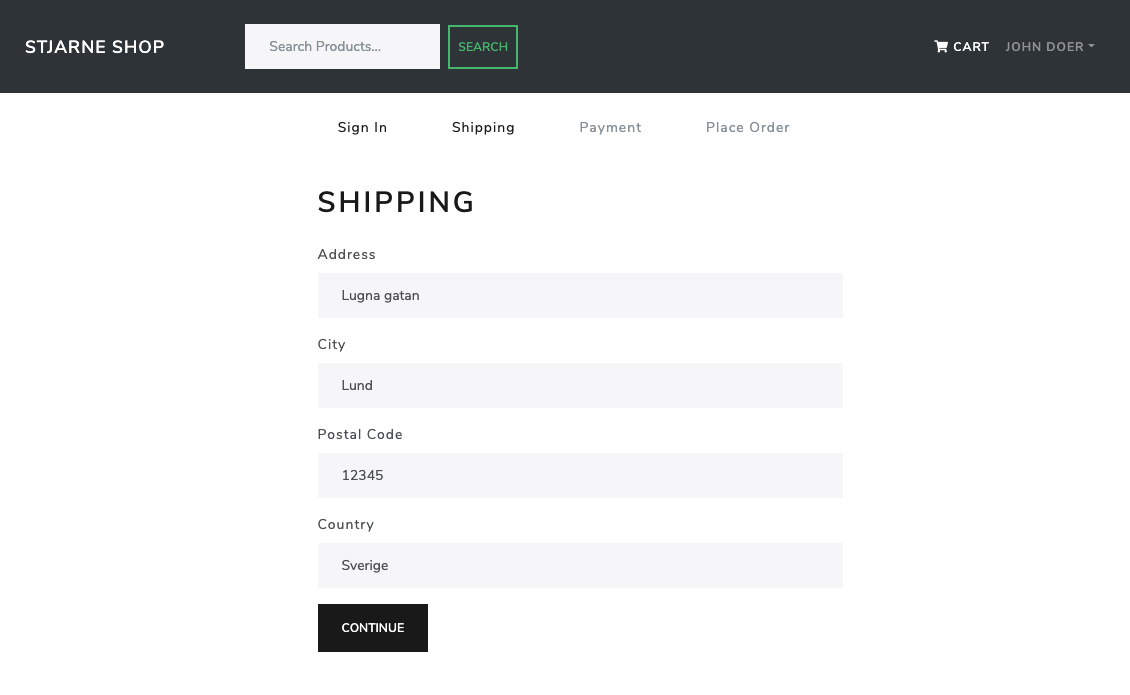 STJARNE SHOP
Search Products...
SEARCH
CART
JOHN DOER
Sign In
Shipping
Payment
Place Order
SHIPPING
Address
Lugna gatan
City
Lund
Postal Code
12345
Country
Sverige
CONTINUE